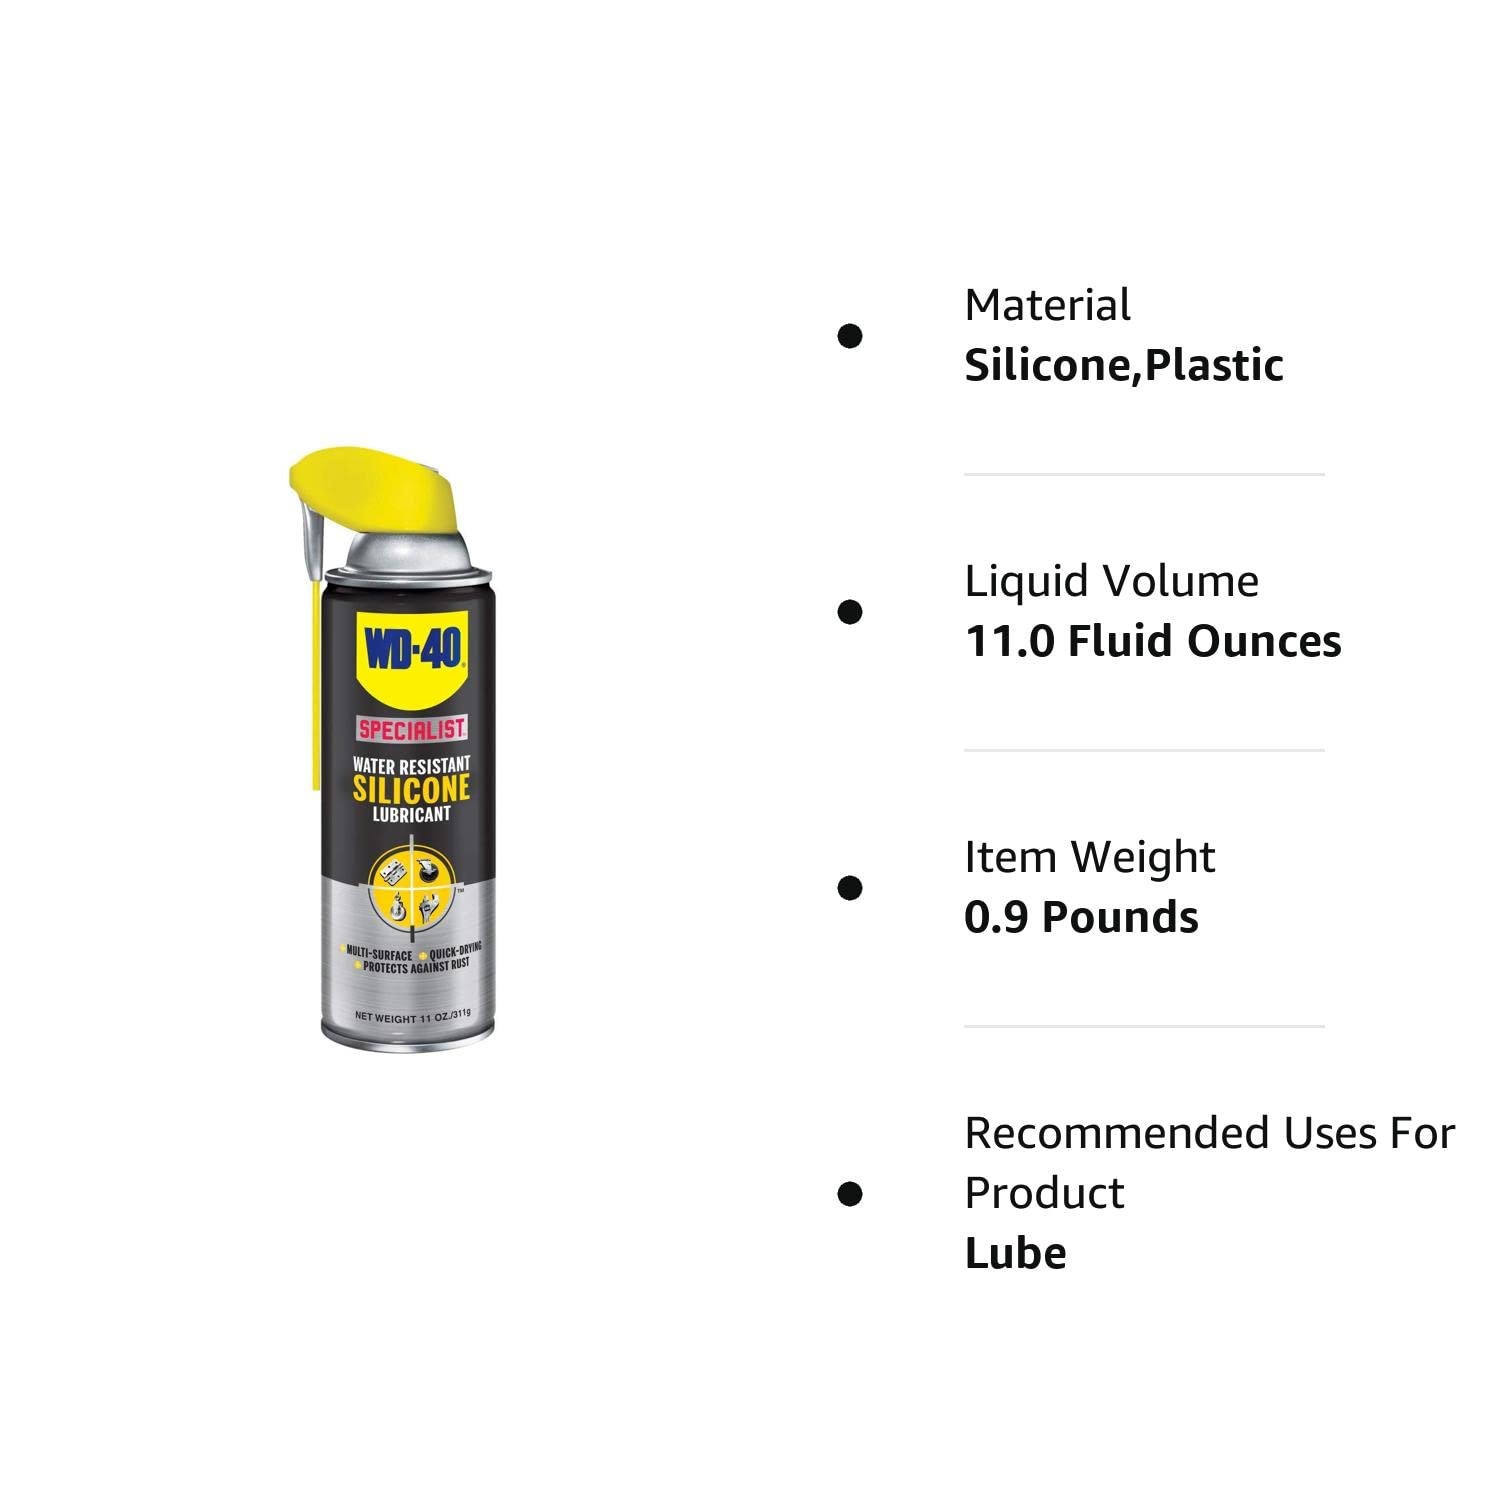 WD-40®
SPECIALIST
WATER RESISTANT
SILICONE
LUBRICANT
™
MULTI-SURFACE QUICK-DRYING
PROTECTS AGAINST RUST
NET WEIGHT 11 OZ./311g
Material
Silicone,Plastic
Liquid Volume
11.0 Fluid Ounces
Item Weight
0.9 Pounds
Recommended Uses For
Product
Lube